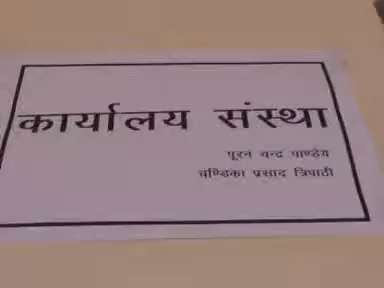 कार्यालय संस्था
पूरन चन्द्र पाण्डेय
चण्डिका प्रसाद त्रिपाठी